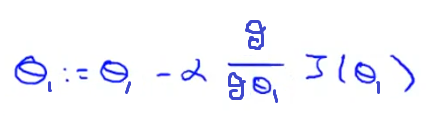 θ₁ := θ₁ - α ∂/∂θ₁ J(θ₁)